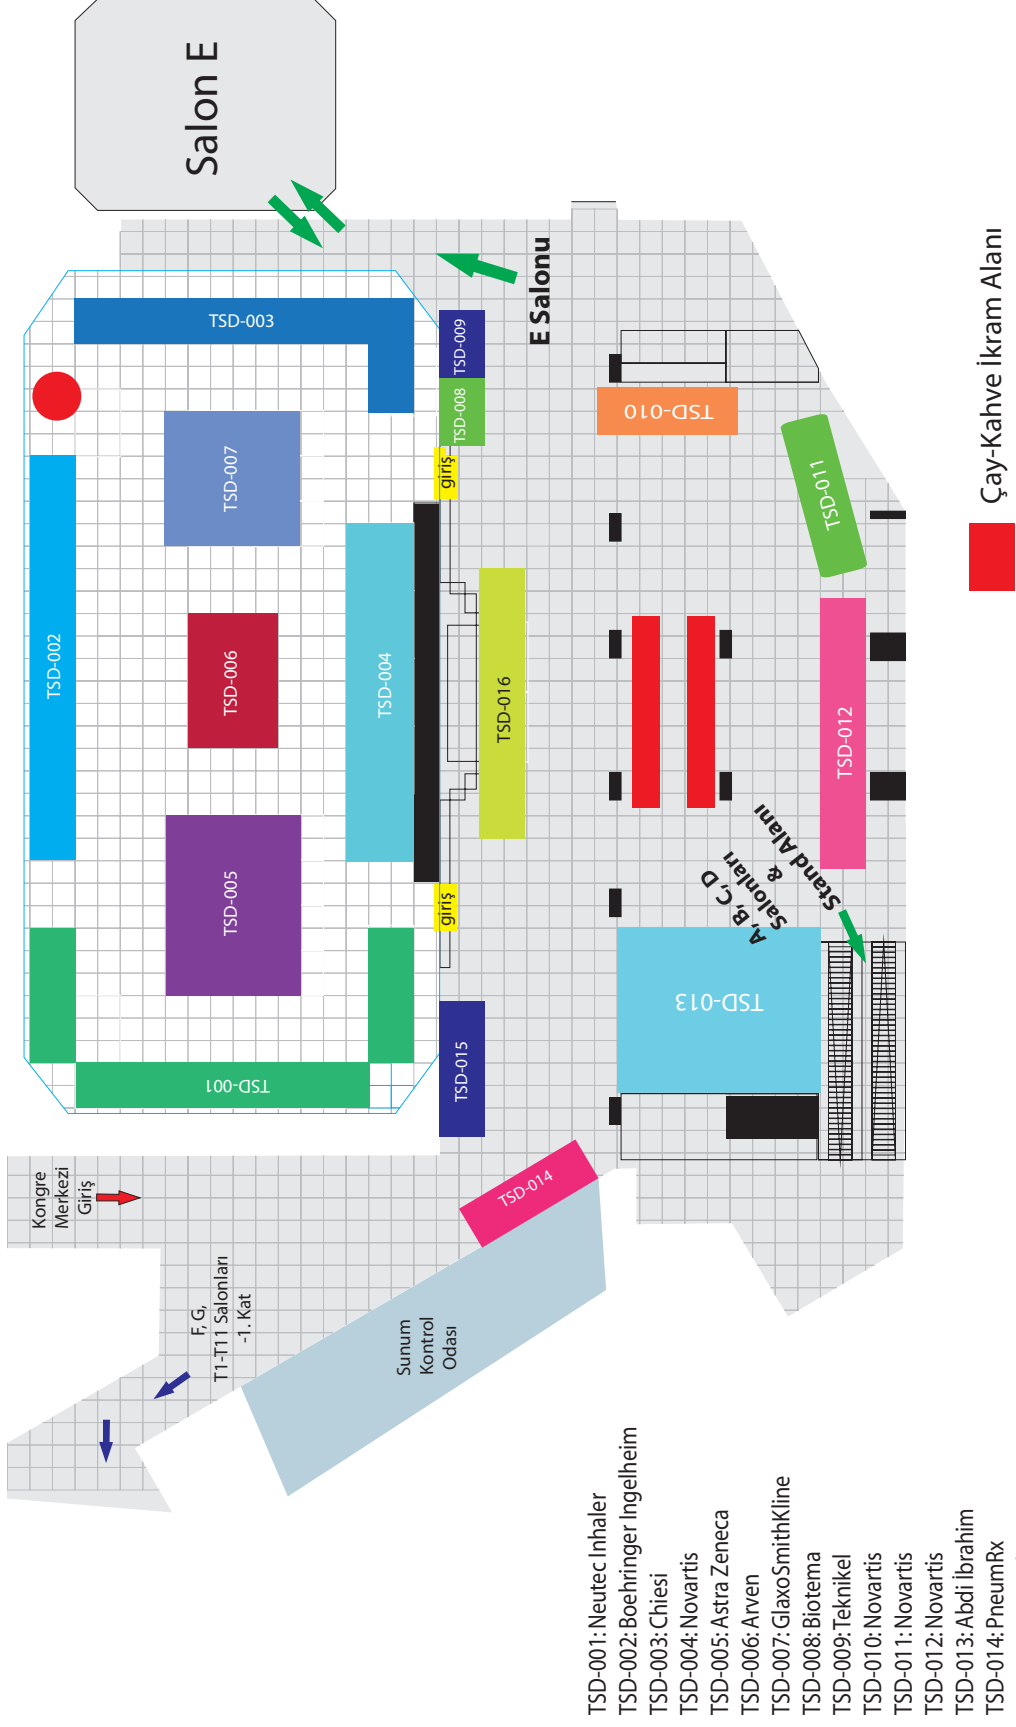 Salon E
E Salonu
TSD-003
TSD-009
TSD-008
TSD-007
giriş
TSD-010
TSD-011
TSD-002
TSD-006
TSD-004
TSD-016
TSD-012
TSD-005
giriş
A, B, C, D
Salonları
&
Stand Alanı
TSD-013
TSD-001
TSD-015
TSD-014
Kongre
Merkezi
Giriş
F, G,
T1-T11 Salonları
-1. Kat
Sunum
Kontrol
Odası
Çay-Kahve İkram Alanı
TSD-001: Neutec Inhaler
TSD-002: Boehringer Ingelheim
TSD-003: Chiesi
TSD-004: Novartis
TSD-005: Astra Zeneca
TSD-006: Arven
TSD-007: GlaxoSmithKline
TSD-008: Biotema
TSD-009: Teknikel
TSD-010: Novartis
TSD-011: Novartis
TSD-012: Novartis
TSD-013: Abdi İbrahim
TSD-014: PneumRx